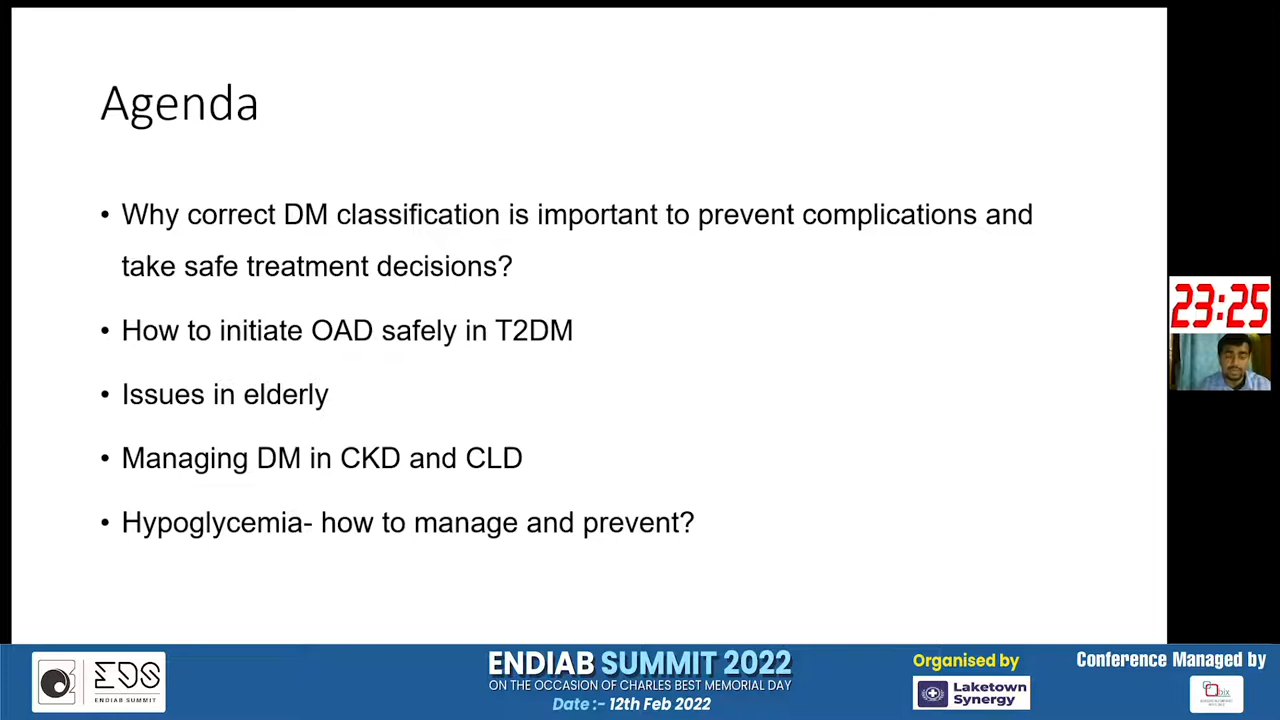 Agenda
• Why correct DM classification is important to prevent complications and
take safe treatment decisions?
• How to initiate OAD safely in T2DM
• Issues in elderly
• Managing DM in CKD and CLD
• Hypoglycemia- how to manage and prevent?
23:25
EDS
ENDIAB SUMMIT
ENDIAB SUMMIT 2022
ON THE OCCASION OF CHARLES BEST MEMORIAL DAY
Date :- 12th Feb 2022
Organised by
Laketown
Synergy
Conference Managed by